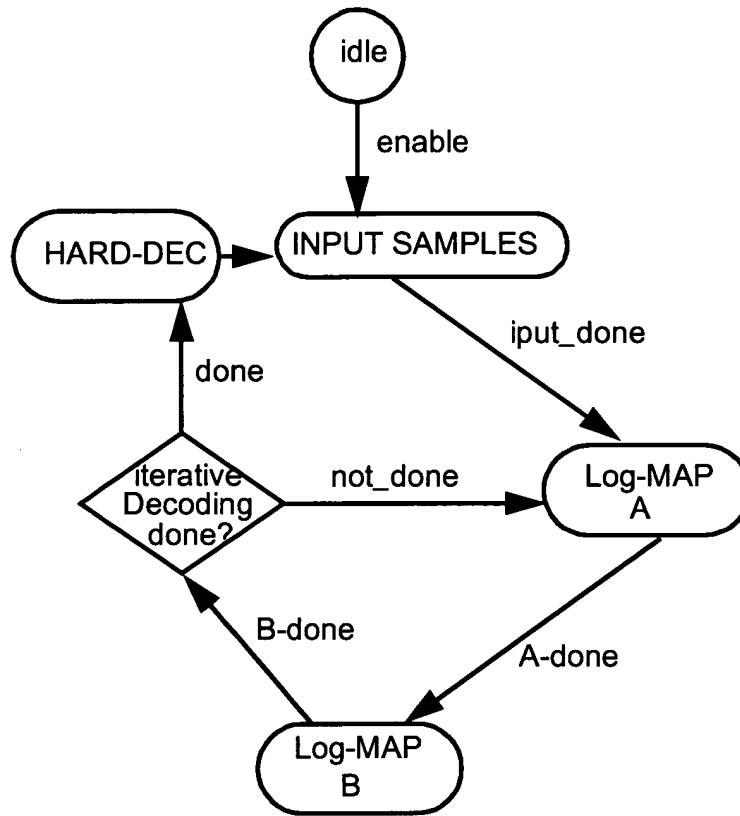 idle
enable
HARD-DEC
INPUT SAMPLES
iput_done
done
iterative
Decoding
done?
not_done
Log-MAP
A
B-done
A-done
Log-MAP
B